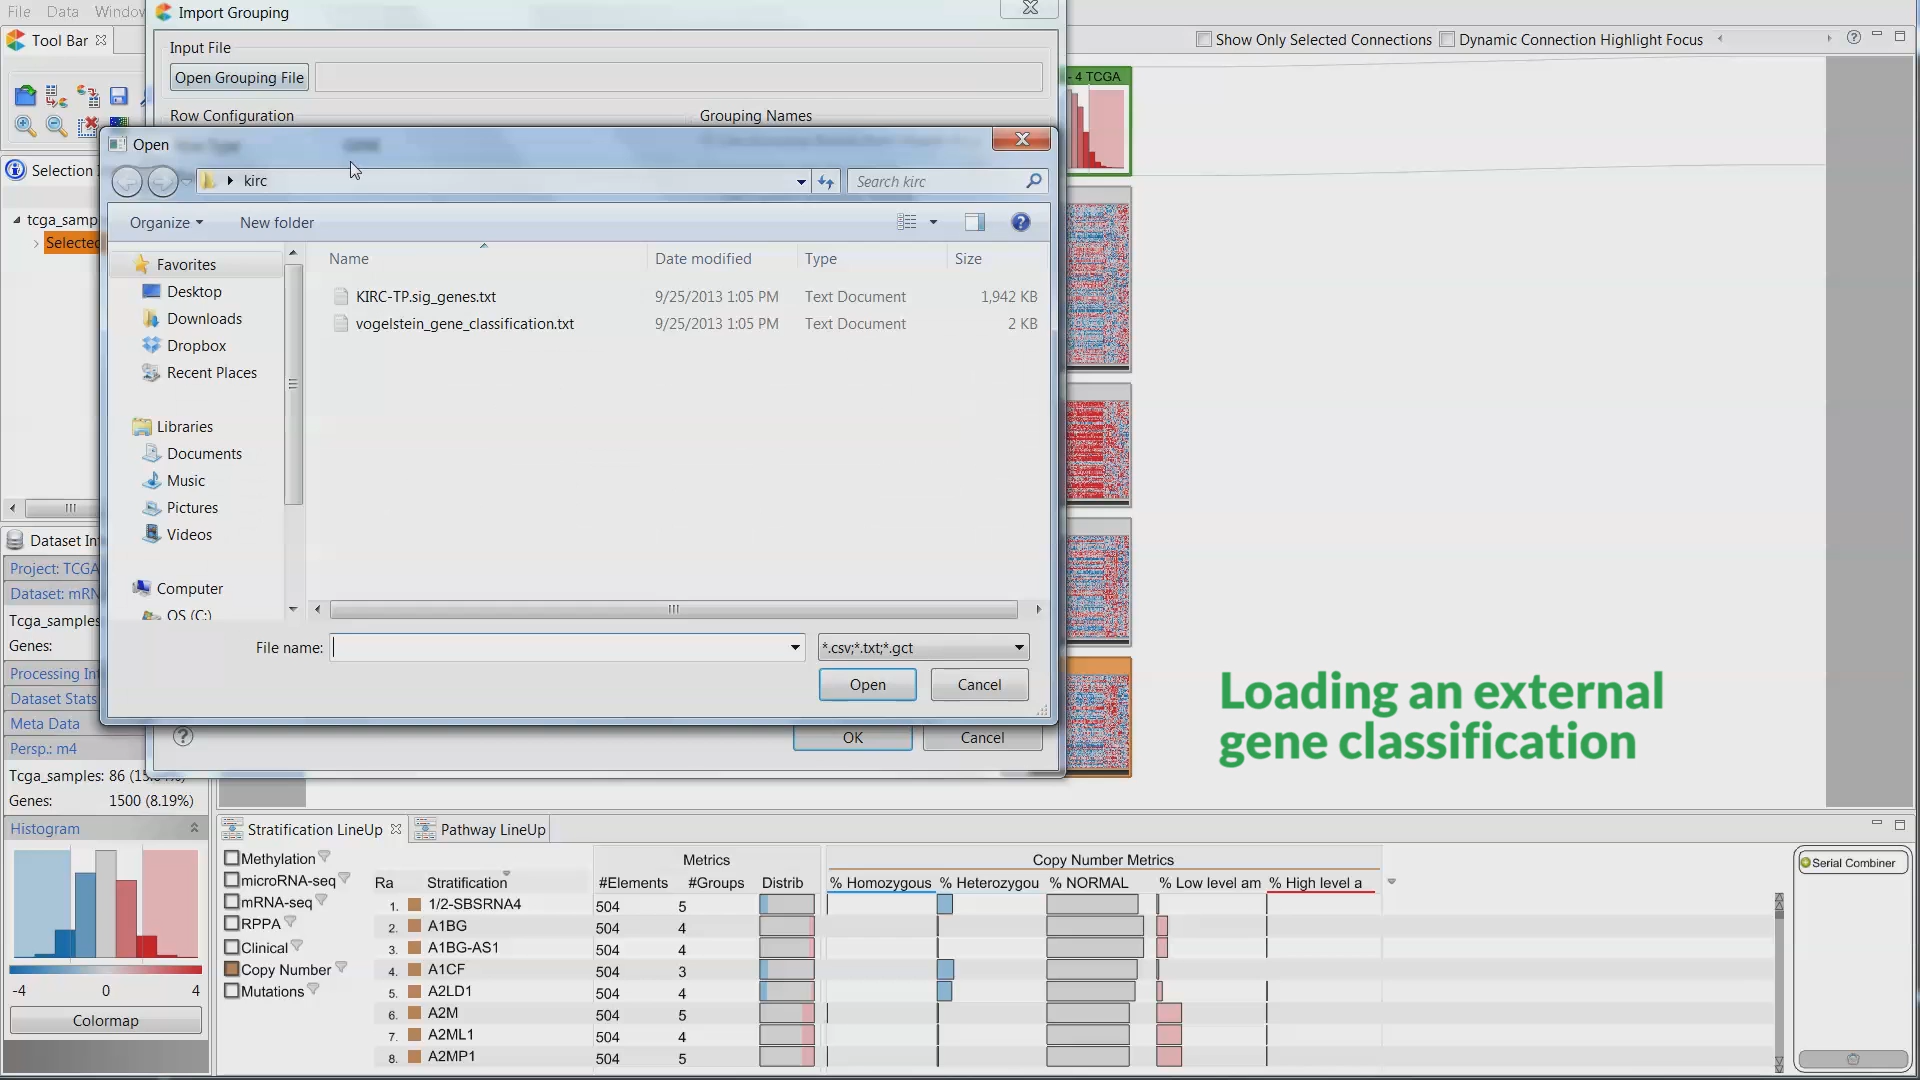 File Data Window
Import Grouping
Tool Bar
Input File
Open Grouping File
Row Configuration
Grouping Names
Show Only Selected Connections
Dynamic Connection Highlight Focus
- 4 TCGA
Open
kirc
Search kirc
Selection
Organize
New folder
tcga_samp
Selected
Favorites
Desktop
Downloads
Dropbox
Recent Places
Libraries
Documents
Music
Pictures
Videos
Computer
OS (C:)
Name Date modified Type Size
KIRC-TP.sig_genes.txt 9/25/2013 1:05 PM Text Document 1,942 KB
vogelstein_gene_classification.txt 9/25/2013 1:05 PM Text Document 2 KB
File name:
*.csv;*.txt;*.gct
Open
Cancel
OK
Cancel
Dataset In
Project: TCGA
Dataset: mRN
Tcga_samples
Genes:
Processing In
Dataset Stats
Meta Data
Persp.: m4
Tcga_samples: 86
Genes: 1500 (8.19%)
Histogram
-4 0 4
Colormap
Loading an external
gene classification
Stratification LineUp
Pathway LineUp
Methylation
microRNA-seq
mRNA-seq
RPPA
Clinical
Copy Number
Mutations
Metrics
Copy Number Metrics
Ra Stratification #Elements #Groups Distrib % Homozygous % Heterozygou % NORMAL % Low level am % High level a
1. 1/2-SBSRNA4 504 5
2. A1BG 504 4
3. A1BG-AS1 504 4
4. A1CF 504 3
5. A2LD1 504 4
6. A2M 504 5
7. A2ML1 504 4
8. A2MP1 504 5
Serial Combiner